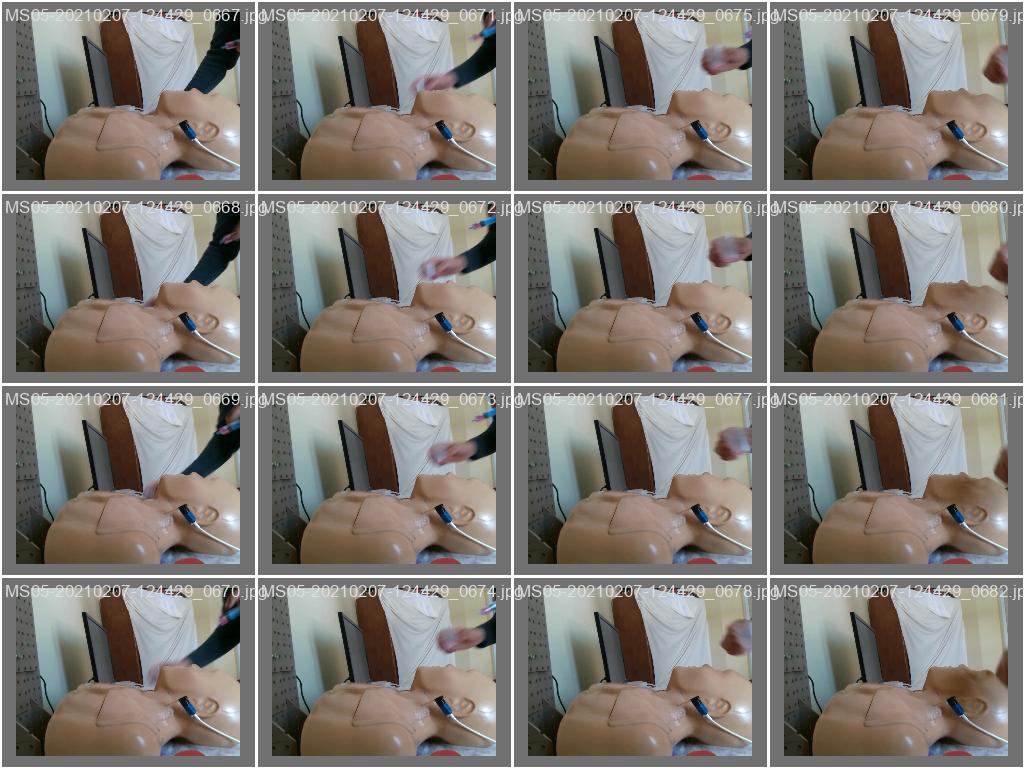 MS05-20210207-124429_0667.jpg
MS05-20210207-124429_0671.jpg
MS05-20210207-124429_0675.jpg
MS05-20210207-124429_0679.jpg
MS05-20210207-124429_0668.jpg
MS05-20210207-124429_0672.jpg
MS05-20210207-124429_0676.jpg
MS05-20210207-124429_0680.jpg
MS05-20210207-124429_0669.jpg
MS05-20210207-124429_0673.jpg
MS05-20210207-124429_0677.jpg
MS05-20210207-124429_0681.jpg
MS05-20210207-124429_0670.jpg
MS05-20210207-124429_0674.jpg
MS05-20210207-124429_0678.jpg
MS05-20210207-124429_0682.jpg